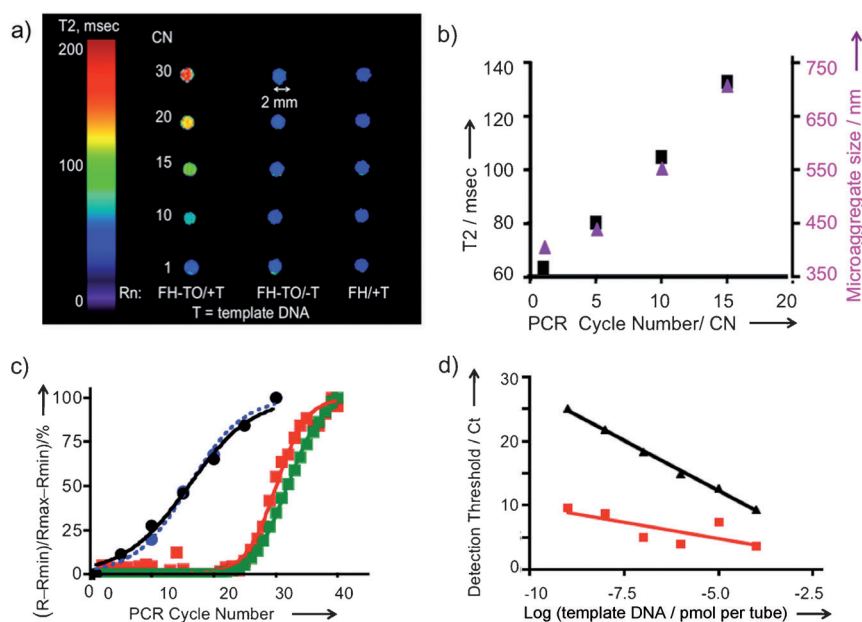 a)
T2, msec
200
100
0
CN
30
20
15
10
1
2 mm
Rn: FH-TO/+T FH-TO/-T FH/+T
T = template DNA
b)
T2 / msec
140
120
100
80
60
Microaggregate size / nm
750
650
550
450
350
0 5 10 15 20
PCR Cycle Number/ CN
c)
(R–Rmin)/Rmax–Rmin)/%
100
75
50
25
0
0 0 10 20 30 40
PCR Cycle Number
d)
Detection Threshold / Ct
30
20
10
0
-10 -7.5 -5.0 -2.5
Log (template DNA / pmol per tube)